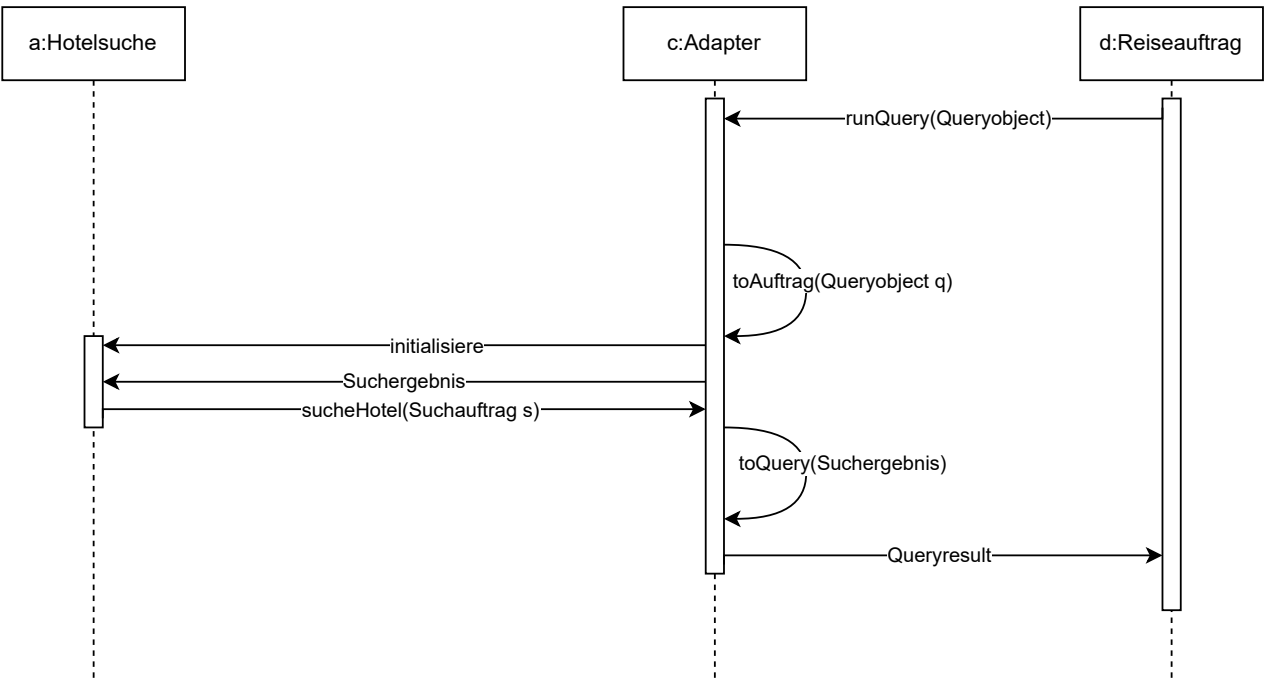 a:Hotelsuche
c:Adapter
d:Reiseauftrag
runQuery(Queryobject)
toAuftrag(Queryobject q)
initialisiere
Suchergebnis
sucheHotel(Suchauftrag s)
toQuery(Suchergebnis)
Queryresult